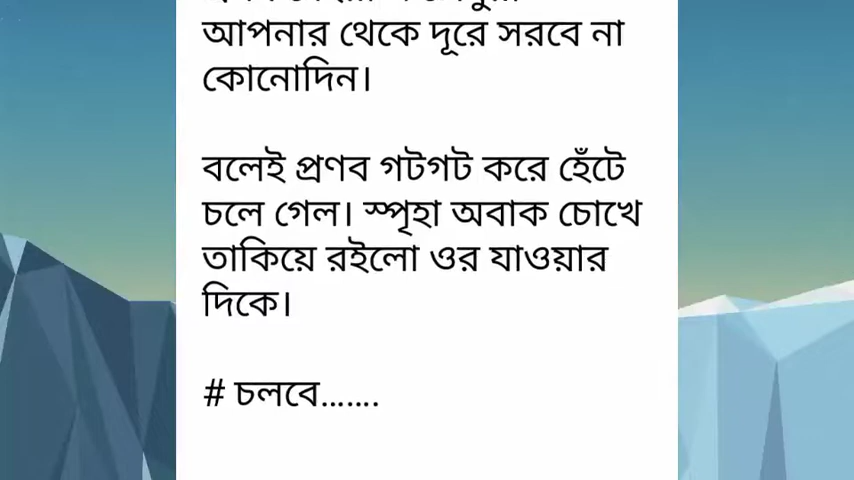 আপনার থেকে দূরে সরবে না
কোনোদিন।
বলেই প্রণব গটগট করে হেঁটে
চলে গেল। স্পৃহা অবাক চোখে
তাকিয়ে রইলো ওর যাওয়ার
দিকে।
# চলবে.......